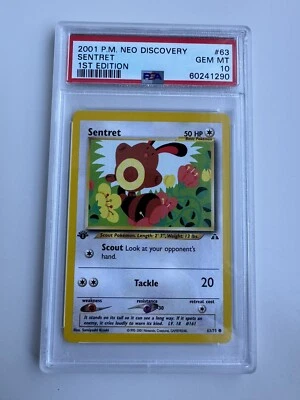 2001 P.M. NEO DISCOVERY #63
SENTRET GEM MT
1ST EDITION 10
PSA 60241290
Sentret 50 HP
Scout Pokémon. Length: 2' 7", Weight: 13 lbs.
Scout Look at your opponent's
hand.
Tackle 20
weakness resistance retreat cost
-30
It stands on its tail so it can see a long way. If it spots an
enemy, it cries loudly to warn its kind. LV. 15 #161
63/75